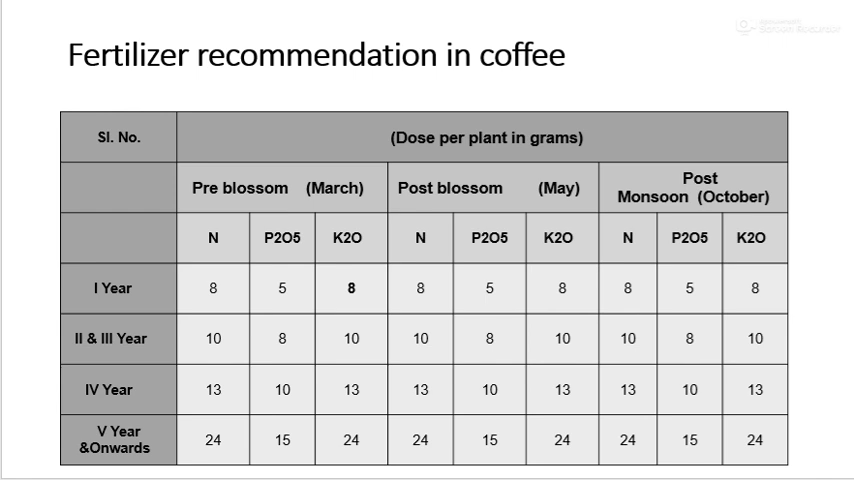 Fertilizer recommendation in coffee
Sl. No. (Dose per plant in grams)
Pre blossom (March) Post blossom (May) Post
Monsoon (October)
N P2O5 K2O N P2O5 K2O N P2O5 K2O
I Year 8 5 8 8 5 8 8 5 8
II & III Year 10 8 10 10 8 10 10 8 10
IV Year 13 10 13 13 10 13 13 10 13
V Year
&Onwards 24 15 24 24 15 24 24 15 24